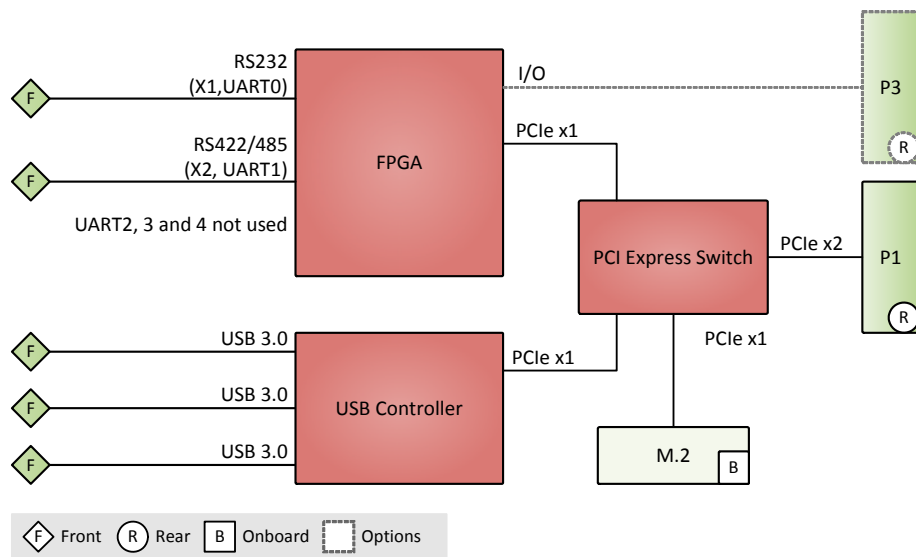 RS232
(X1,UART0)
F
I/O
P3
R
PCIe x1
FPGA
RS422/485
(X2, UART1)
F
UART2, 3 and 4 not used
PCI Express Switch
PCIe x2
P1
R
USB 3.0
F
PCIe x1
PCIe x1
USB 3.0
F
USB Controller
USB 3.0
F
M.2
B
F Front R Rear B Onboard Options